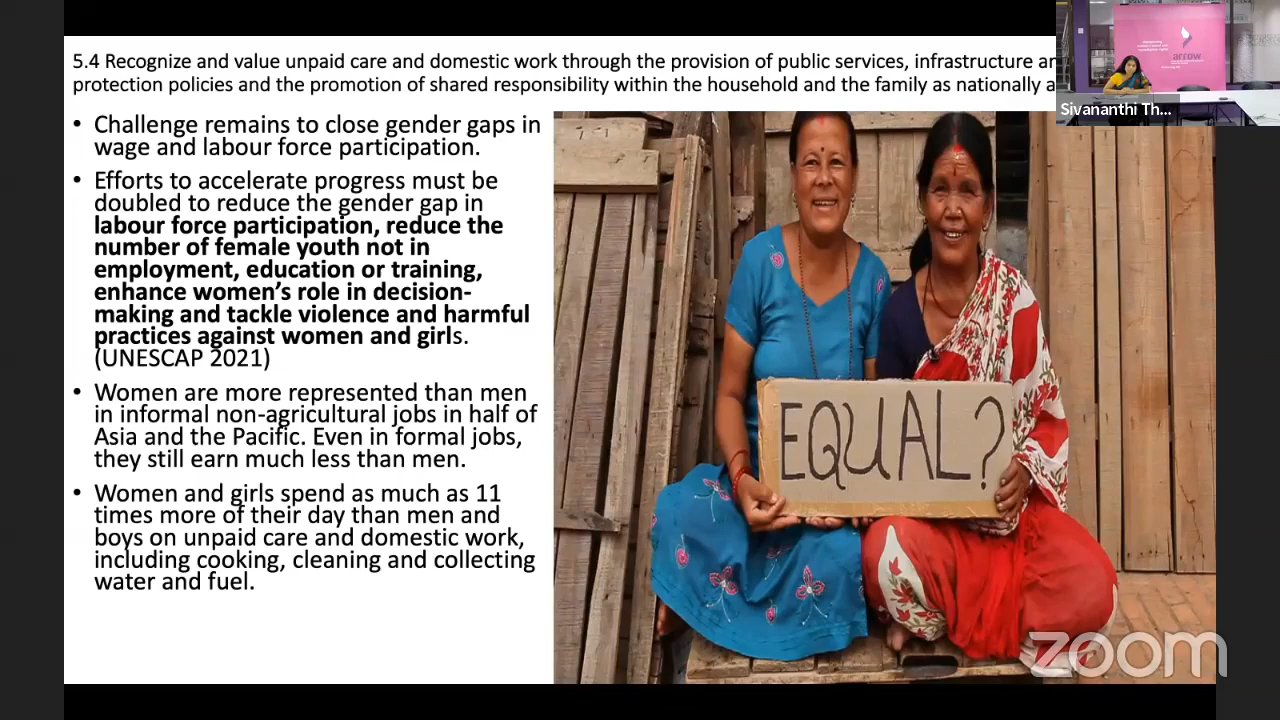 5.4 Recognize and value unpaid care and domestic work through the provision of public services, infrastructure
protection policies and the promotion of shared responsibility within the household and the family as nationally
• Challenge remains to close gender gaps in
wage and labour force participation.
• Efforts to accelerate progress must be
doubled to reduce the gender gap in
labour force participation, reduce the
number of female youth not in
employment, education or training,
enhance women's role in decision-
making and tackle violence and harmful
practices against women and girls.
(UNESCAP 2021)
• Women are more represented than men
in informal non-agricultural jobs in half of
Asia and the Pacific. Even in formal jobs,
they still earn much less than men.
• Women and girls spend as much as 11
times more of their day than men and
boys on unpaid care and domestic work,
including cooking, cleaning and collecting
water and fuel.
EQUAL?
arrow
Sivananthi Th...
zoom